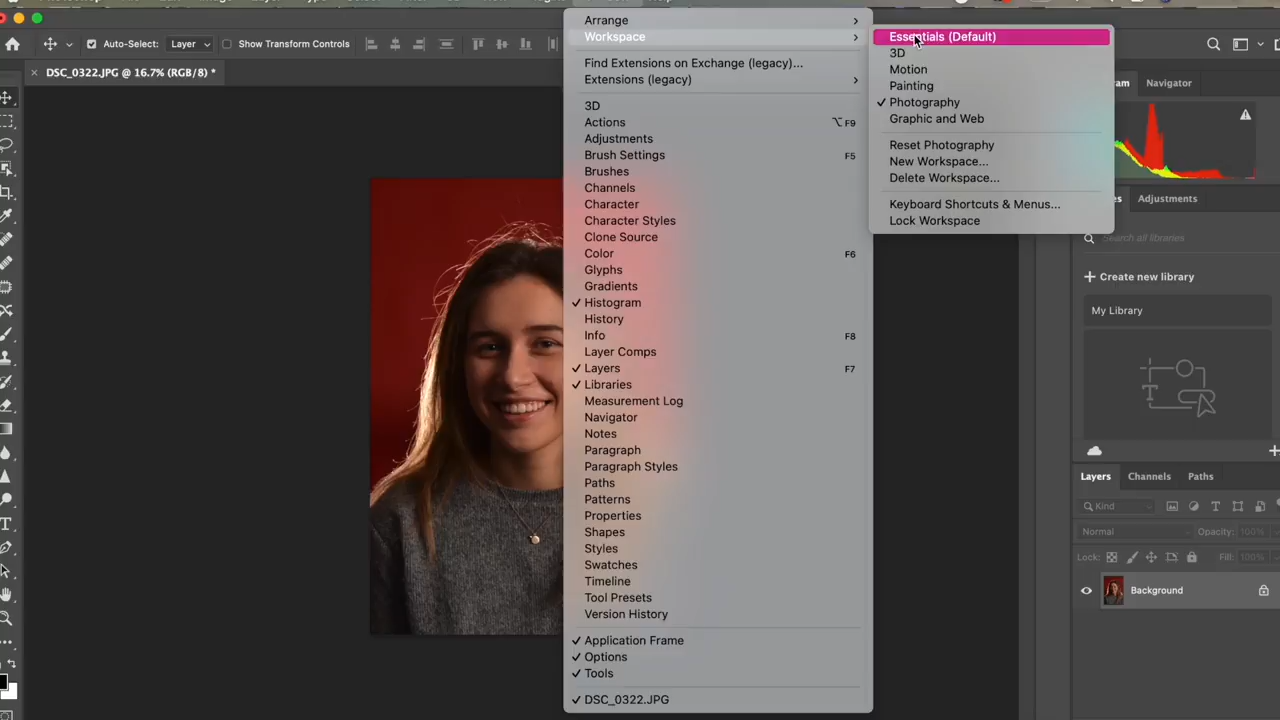 Auto-Select: Layer Show Transform Controls
DSC_0322.JPG @ 16.7% (RGB/8) *
Arrange
Workspace
Find Extensions on Exchange (legacy)...
Extensions (legacy)
3D
Actions ⌥ F9
Adjustments
Brush Settings F5
Brushes
Channels
Character
Character Styles
Clone Source
Color F6
Glyphs
Gradients
Histogram
History
Info F8
Layer Comps
Layers F7
Libraries
Measurement Log
Navigator
Notes
Paragraph
Paragraph Styles
Paths
Patterns
Properties
Shapes
Styles
Swatches
Timeline
Tool Presets
Version History
Application Frame
Options
Tools
DSC_0322.JPG
Essentials (Default)
3D
Motion
Painting
Photography
Graphic and Web
Reset Photography
New Workspace...
Delete Workspace...
Keyboard Shortcuts & Menus...
Lock Workspace
Navigator
Adjustments
Search all libraries
Create new library
My Library
Layers Channels Paths
Kind
Normal Opacity: 100%
Lock: Fill: 100%
Background